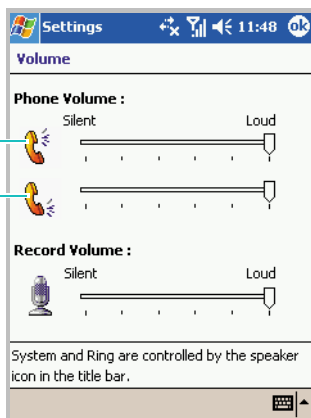 Settings 11:48 ok
Volume
Phone Volume :
Silent Loud
Record Volume :
Silent Loud
System and Ring are controlled by the speaker
icon in the title bar.